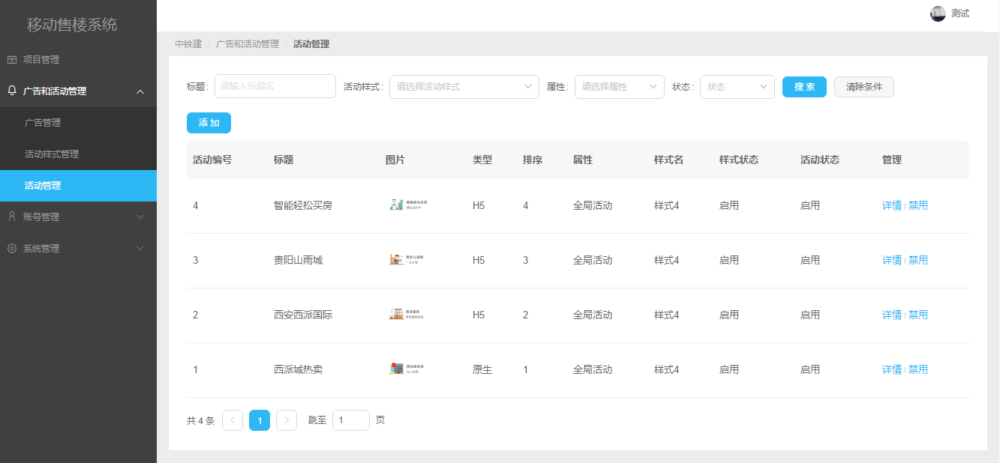 移动售楼系统
测试
项目管理
广告和活动管理
广告管理
活动样式管理
活动管理
账号管理
系统管理
中铁建 / 广告和活动管理 / 活动管理
标题: 请输入标题名 活动样式: 请选择活动样式 属性: 请选择属性 状态: 状态 搜 索 清除条件
添 加
活动编号 标题 图片 类型 排序 属性 样式名 样式状态 活动状态 管理
4 智能轻松买房 H5 4 全局活动 样式4 启用 启用 详情 | 禁用
3 贵阳山雨城 H5 3 全局活动 样式4 启用 启用 详情 | 禁用
2 西安西派国际 H5 2 全局活动 样式4 启用 启用 详情 | 禁用
1 西派城热卖 原生 1 全局活动 样式4 启用 启用 详情 | 禁用
共 4 条 < 1 > 跳至 1 页